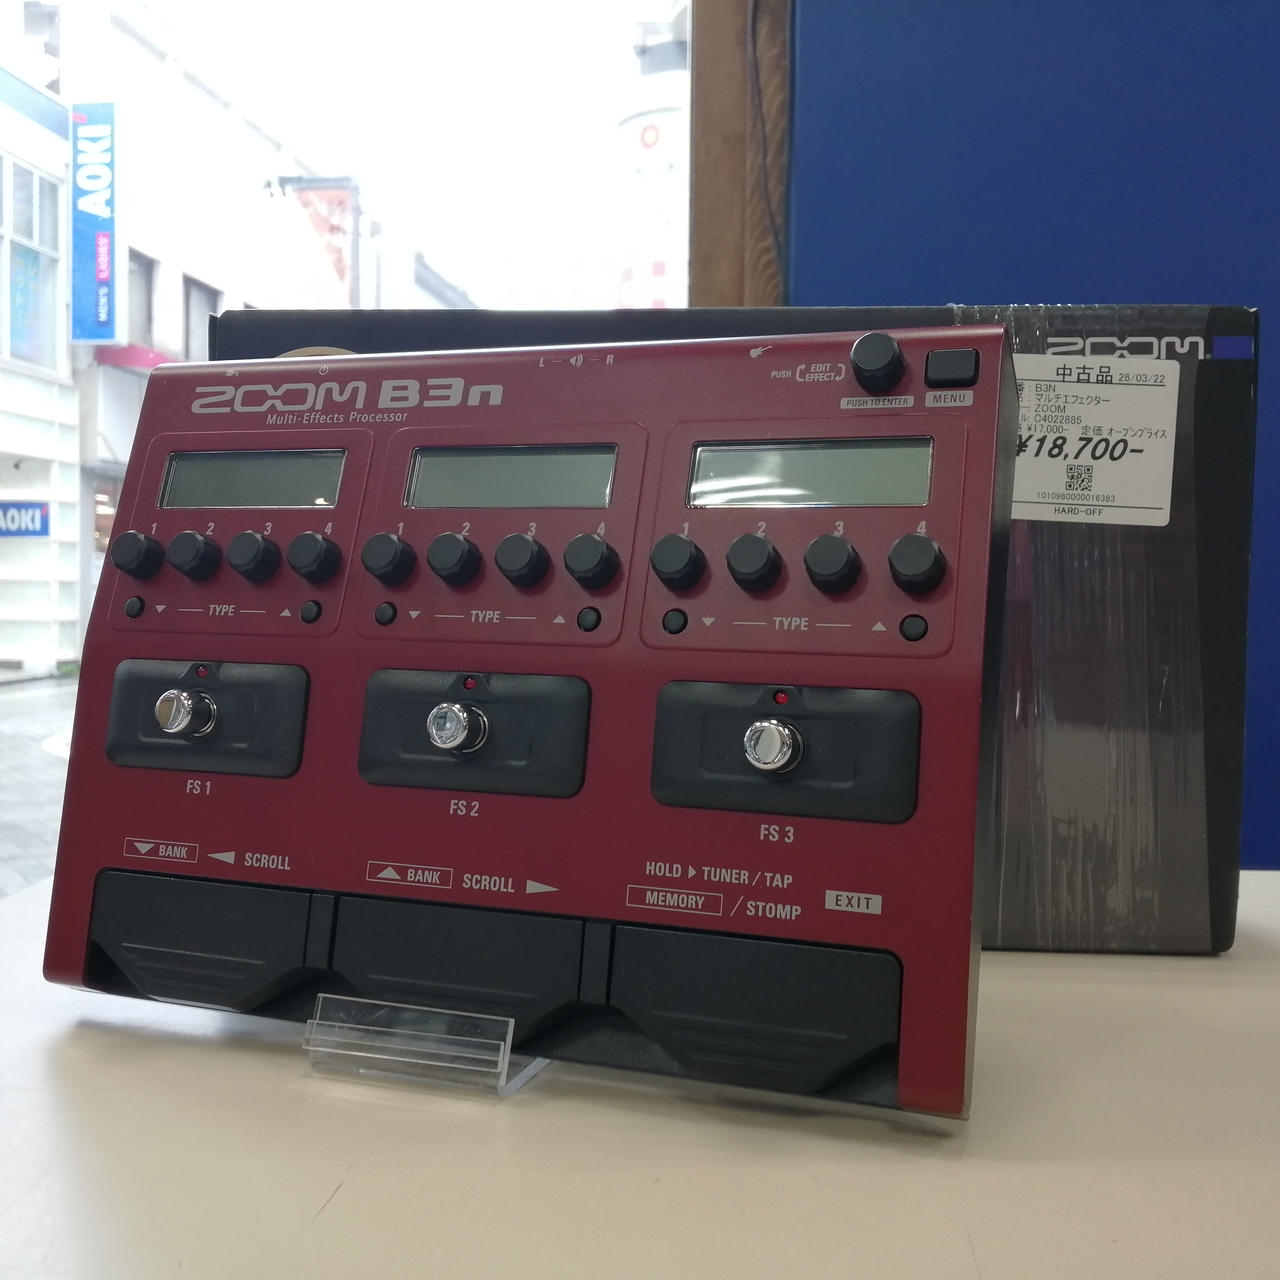 AOKI
MEN'S LADIES'
AOKI
ZOOM
中古品 26/03/22
番: B3N
名: マルチエフェクター
ー: ZOOM
ル: C4022885
¥17,000- 定価 オープンプライス
¥18,700-
1010960000016383
HARD-OFF
L R
ZOOM B3n
Multi-Effects Processor
PUSH EDIT EFFECT
PUSH TO ENTER
MENU
1 2 3 4
1 2 3 4
1 2 3 4
TYPE
TYPE
TYPE
FS 1
FS 2
FS 3
BANK SCROLL
BANK SCROLL
HOLD TUNER / TAP
MEMORY / STOMP EXIT